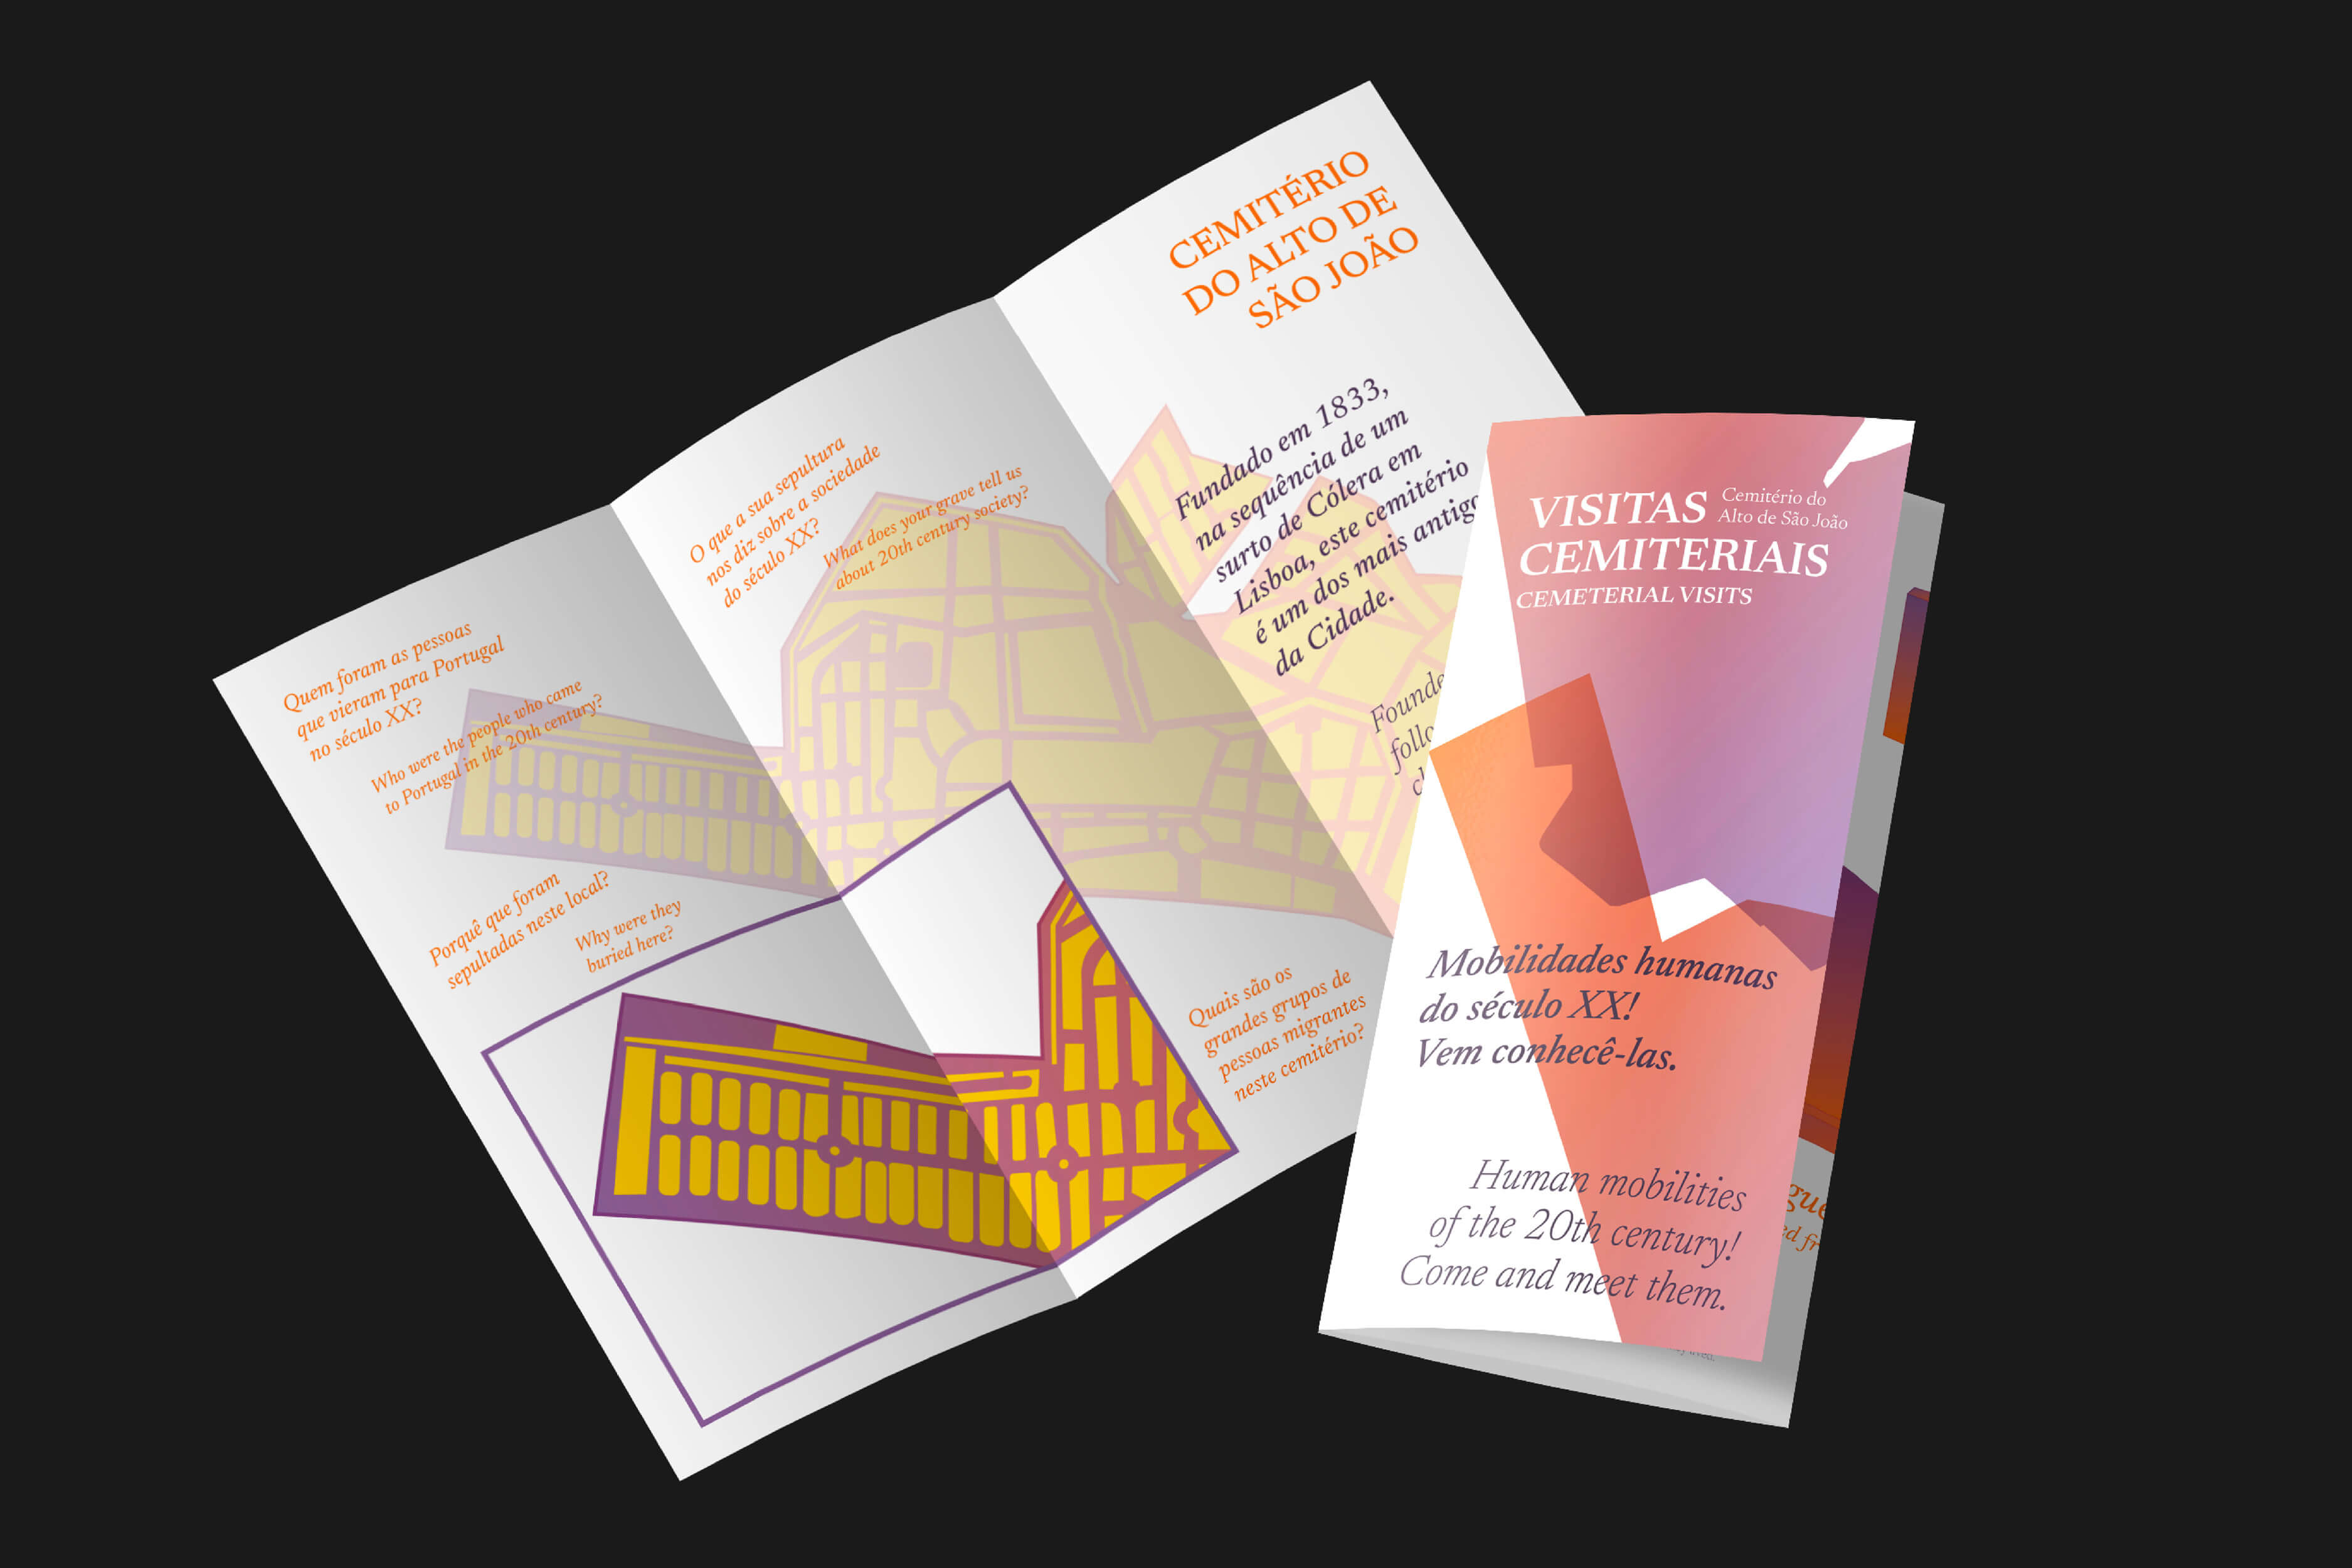 CEMITÉRIO
DO ALTO DE
SÃO JOÃO
Fundado em 1833,
na sequência de um
surto de Cólera em
Lisboa, este cemitério
é um dos mais antigo
da Cidade.
Founde
follo
O que a sua sepultura
nos diz sobre a sociedade
do século XX?
What does your grave tell us
about 20th century society?
Quem foram as pessoas
que vieram para Portugal
no século XX?
Who were the people who came
to Portugal in the 20th century?
Porquê que foram
sepultadas neste local?
Why were they
buried here?
Quais são os
grandes grupos de
pessoas migrantes
neste cemitério?
VISITAS
Cemitério do
Alto de São João
CEMITERIAIS
CEMETERIAL VISITS
Mobilidades humanas
do século XX!
Vem conhecê-las.
Human mobilities
of the 20th century!
Come and meet them.
gue
ed fr